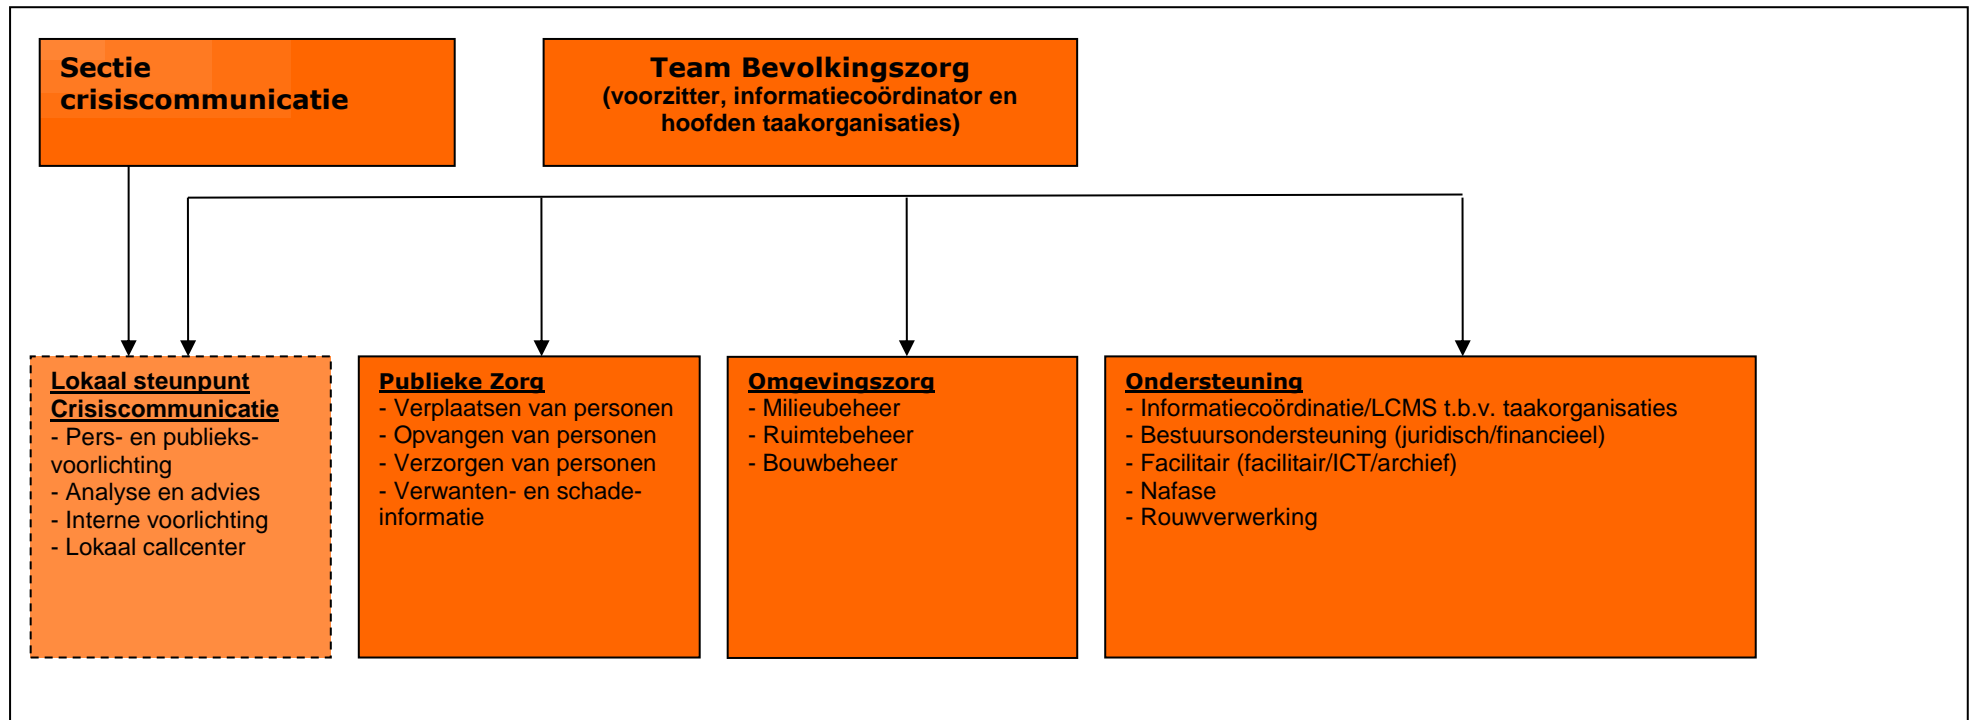 Sectie
crisiscommunicatie
Team Bevolkingszorg
(voorzitter, informatiecoördinator en
hoofden taakorganisaties)
Lokaal steunpunt
Crisiscommunicatie
- Pers- en publieks-
voorlichting
- Analyse en advies
- Interne voorlichting
- Lokaal callcenter
Publieke Zorg
- Verplaatsen van personen
- Opvangen van personen
- Verzorgen van personen
- Verwanten- en schade-
informatie
Omgevingszorg
- Milieubeheer
- Ruimtebeheer
- Bouwbeheer
Ondersteuning
- Informatiecoördinatie/LCMS t.b.v. taakorganisaties
- Bestuursondersteuning (juridisch/financieel)
- Facilitair (facilitair/ICT/archief)
- Nafase
- Rouwverwerking